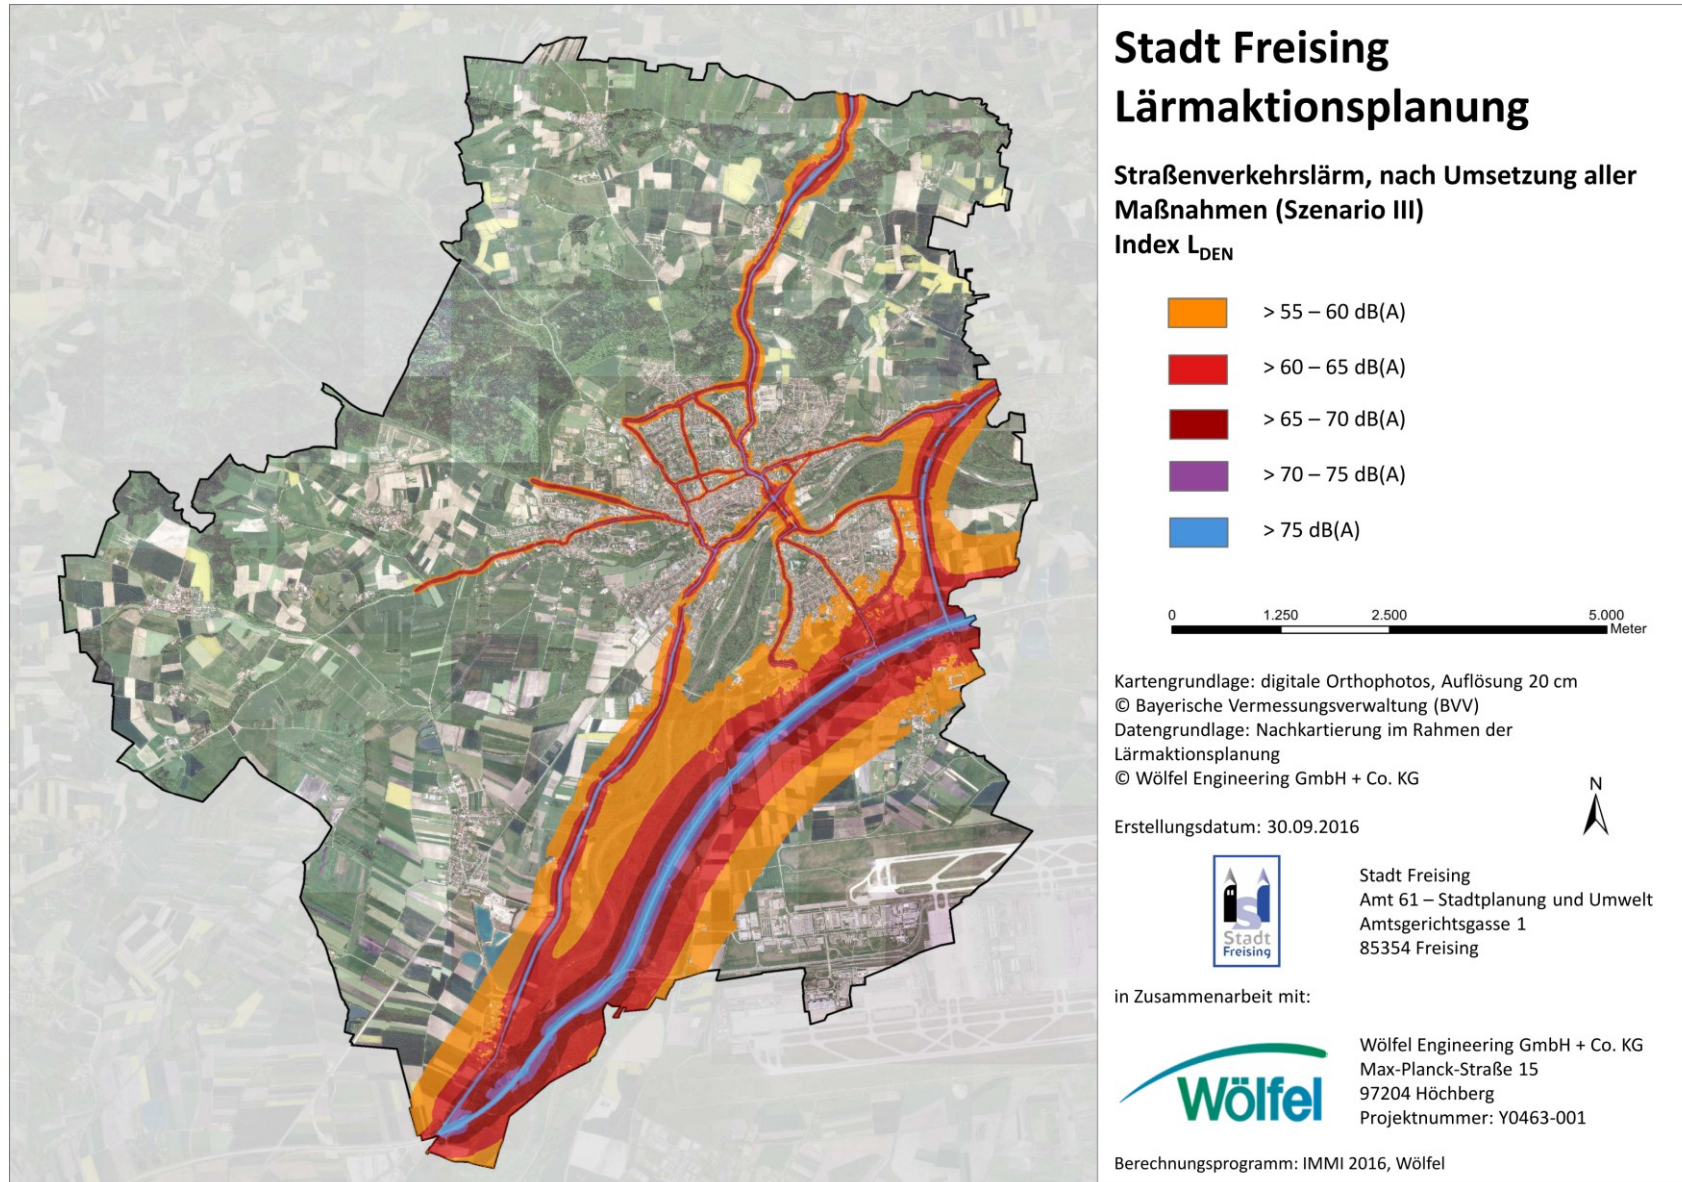 Stadt Freising
Lärmaktionsplanung
Straßenverkehrslärm, nach Umsetzung aller
Maßnahmen (Szenario III)
Index LDEN
> 55 – 60 dB(A)
> 60 – 65 dB(A)
> 65 – 70 dB(A)
> 70 – 75 dB(A)
> 75 dB(A)
0 1.250 2.500 5.000
Meter
Kartengrundlage: digitale Orthophotos, Auflösung 20 cm
© Bayerische Vermessungsverwaltung (BVV)
Datengrundlage: Nachkartierung im Rahmen der
Lärmaktionsplanung
© Wölfel Engineering GmbH + Co. KG
N
Erstellungsdatum: 30.09.2016
Stadt
Freising
Stadt Freising
Amt 61 – Stadtplanung und Umwelt
Amtsgerichtsgasse 1
85354 Freising
in Zusammenarbeit mit:
Wölfel
Wölfel Engineering GmbH + Co. KG
Max-Planck-Straße 15
97204 Höchberg
Projektnummer: Y0463-001
Berechnungsprogramm: IMMI 2016, Wölfel